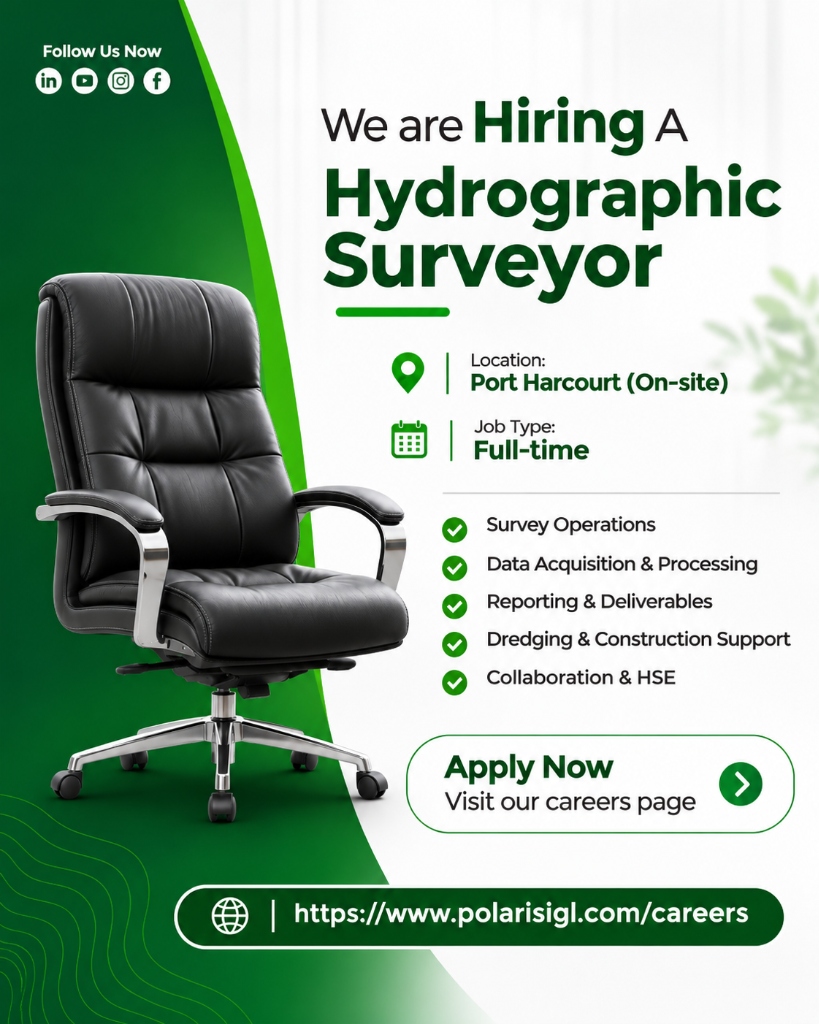 Follow Us Now
in f
We are Hiring A
Hydrographic
Surveyor
Location:
Port Harcourt (On-site)
Job Type:
Full-time
Survey Operations
Data Acquisition & Processing
Reporting & Deliverables
Dredging & Construction Support
Collaboration & HSE
Apply Now
Visit our careers page
https://www.polarisigl.com/careers